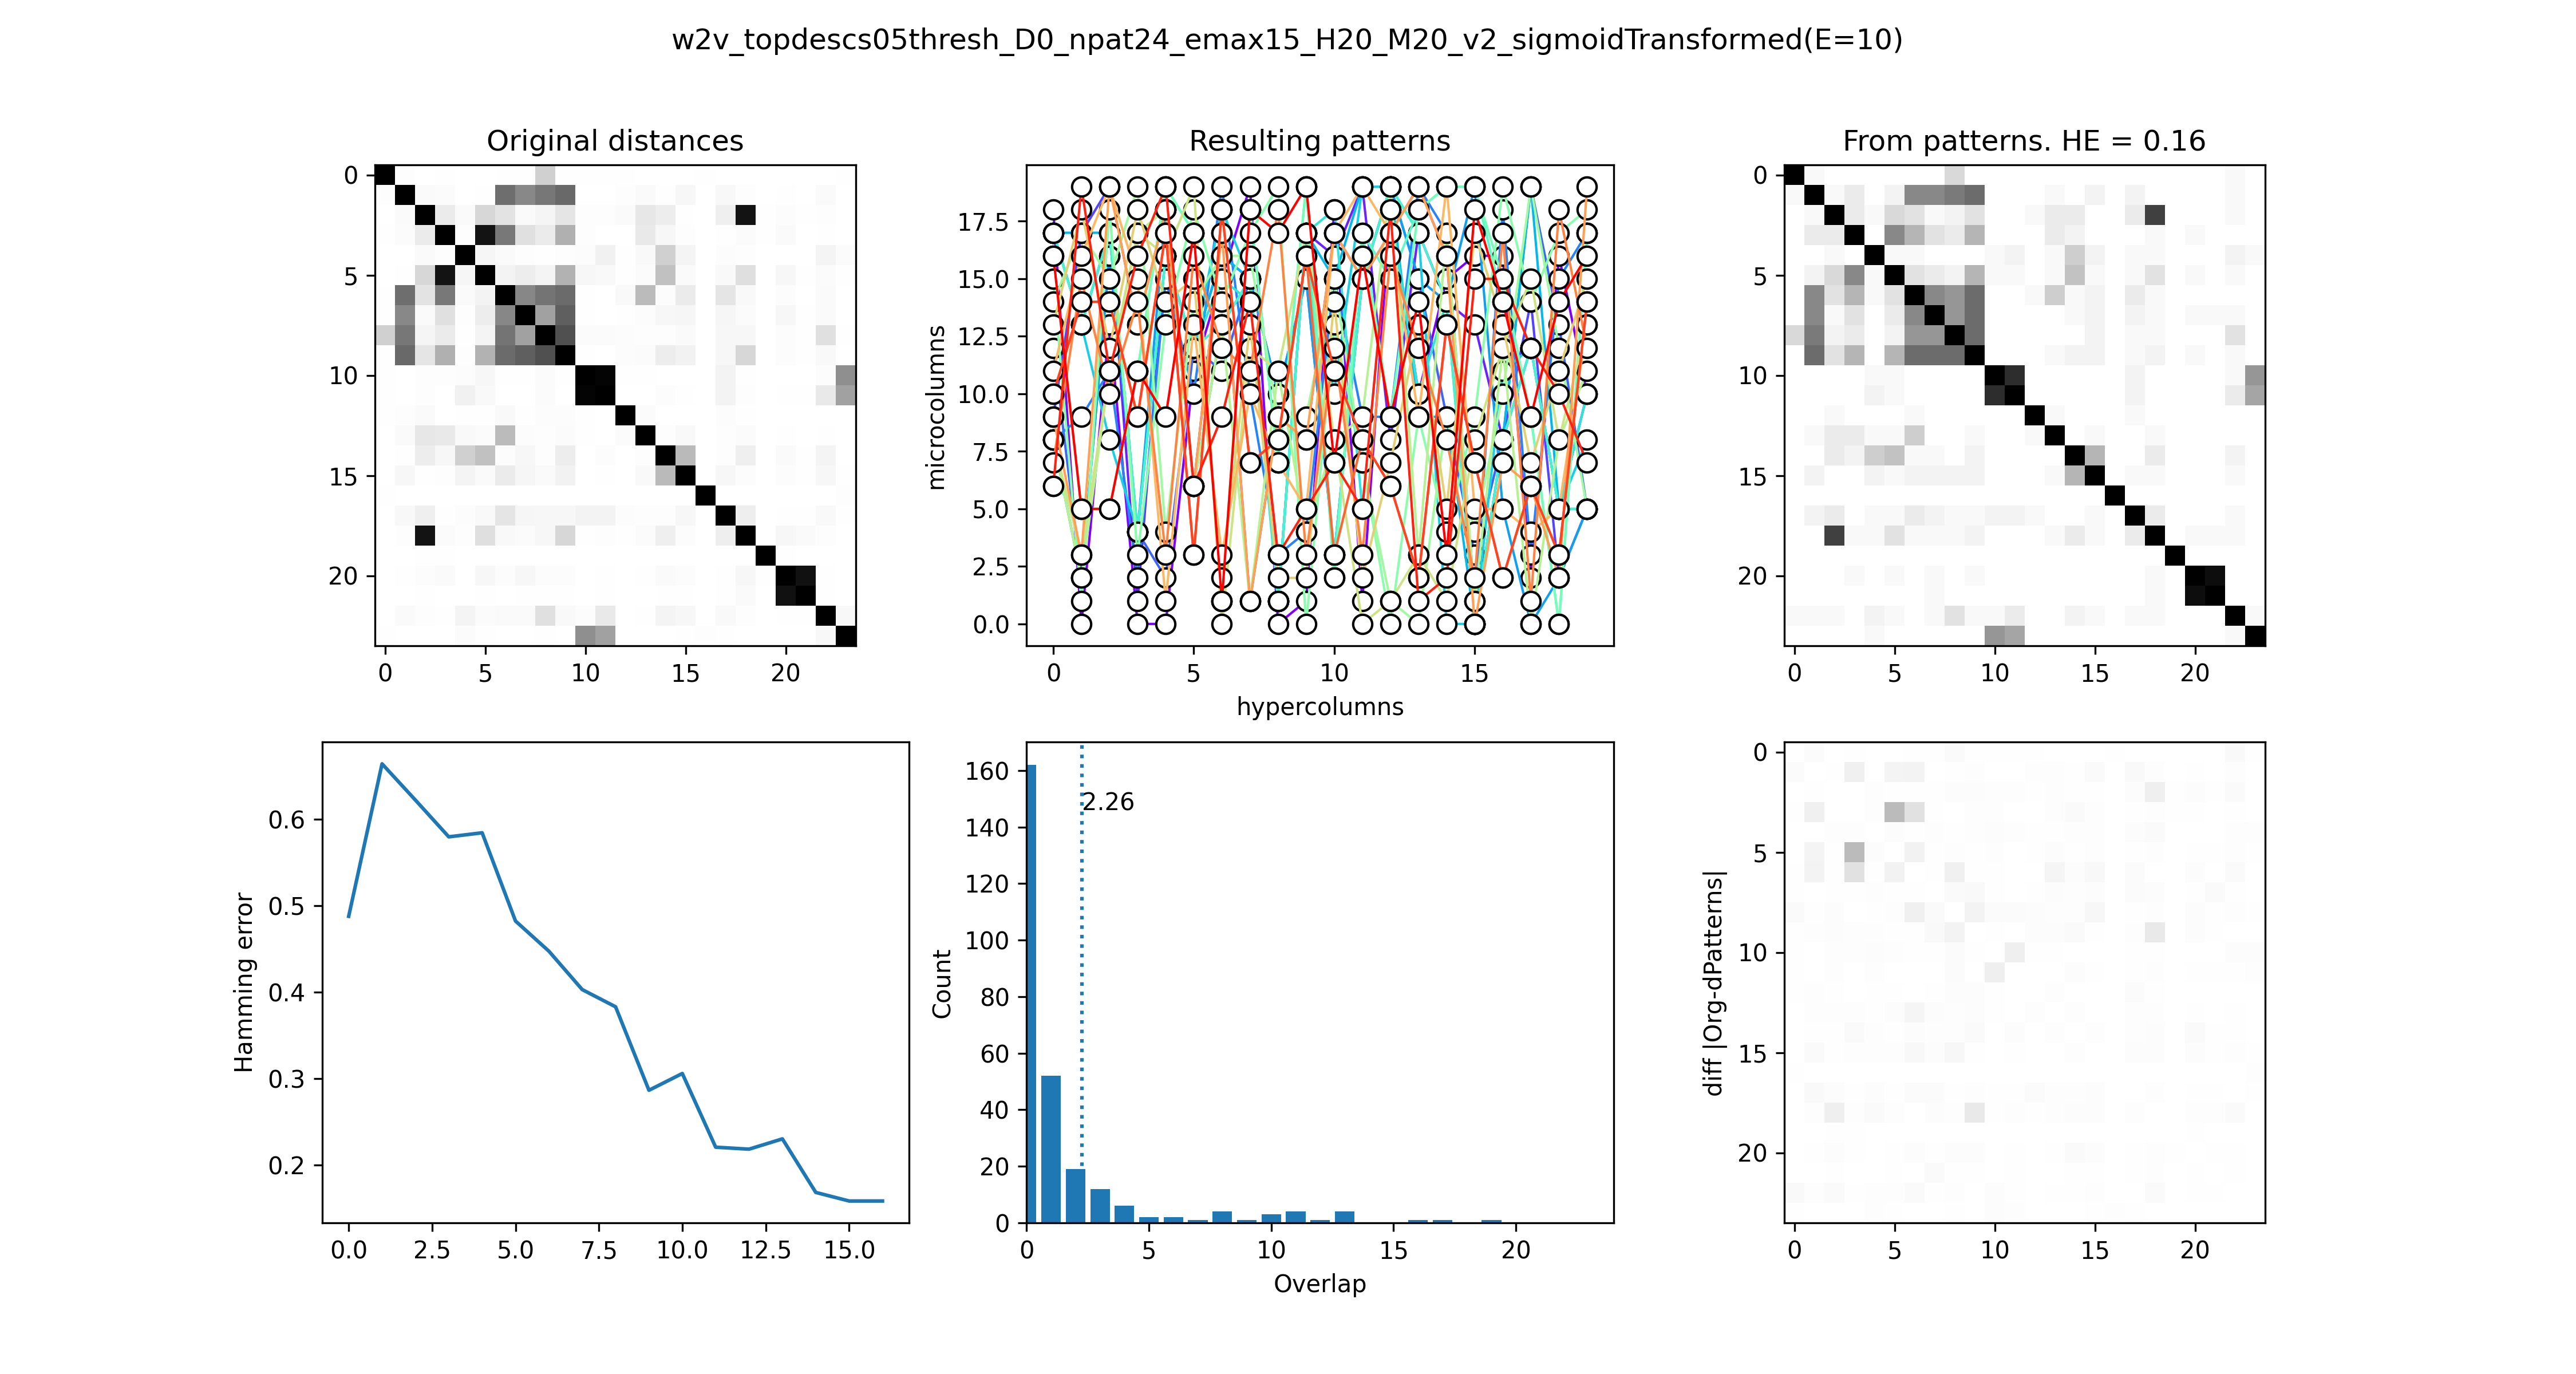 w2v_topdescs05thresh_D0_npat24_emax15_H20_M20_v2_sigmoidTransformed(E=10)
Original distances
0
5
10
15
20
0 5 10 15 20
Resulting patterns
microcolumns
17.5
15.0
12.5
10.0
7.5
5.0
2.5
0.0
0 5 10 15
hypercolumns
From patterns. HE = 0.16
0
5
10
15
20
0 5 10 15 20
Hamming error
0.6
0.5
0.4
0.3
0.2
0.0 2.5 5.0 7.5 10.0 12.5 15.0
Count
160
140
120
100
80
60
40
20
0
2.26
0 5 10 15 20
Overlap
diff |Org-dPatterns|
0
5
10
15
20
0 5 10 15 20